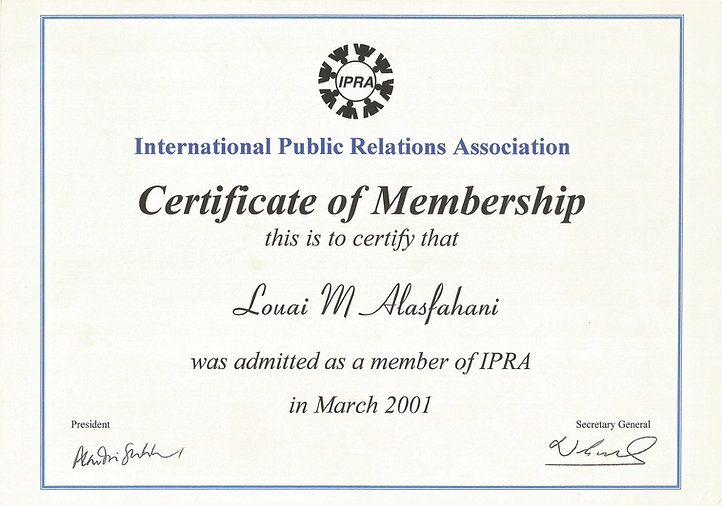 IPRA
International Public Relations Association
Certificate of Membership
this is to certify that
Louai M Alasfahani
was admitted as a member of IPRA
in March 2001
President
Secretary General